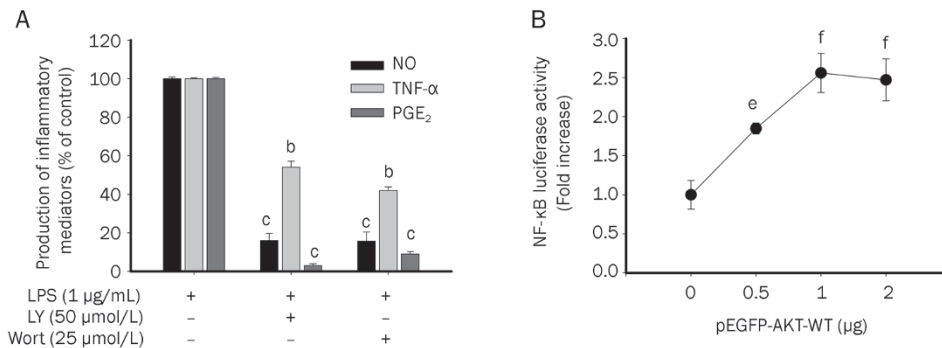 A
Production of inflammatory
mediators (% of control)
120
100
80
60
40
20
0
NO
TNF-α
PGE₂
c
b
c
c
b
c
LPS (1 μg/mL) + + +
LY (50 μmol/L) – + –
Wort (25 μmol/L) – – +
B
NF-κB luciferase activity
(Fold increase)
3.0
2.5
2.0
1.5
1.0
0.5
0.0
e
f
f
0 0.5 1 2
pEGFP-AKT-WT (μg)